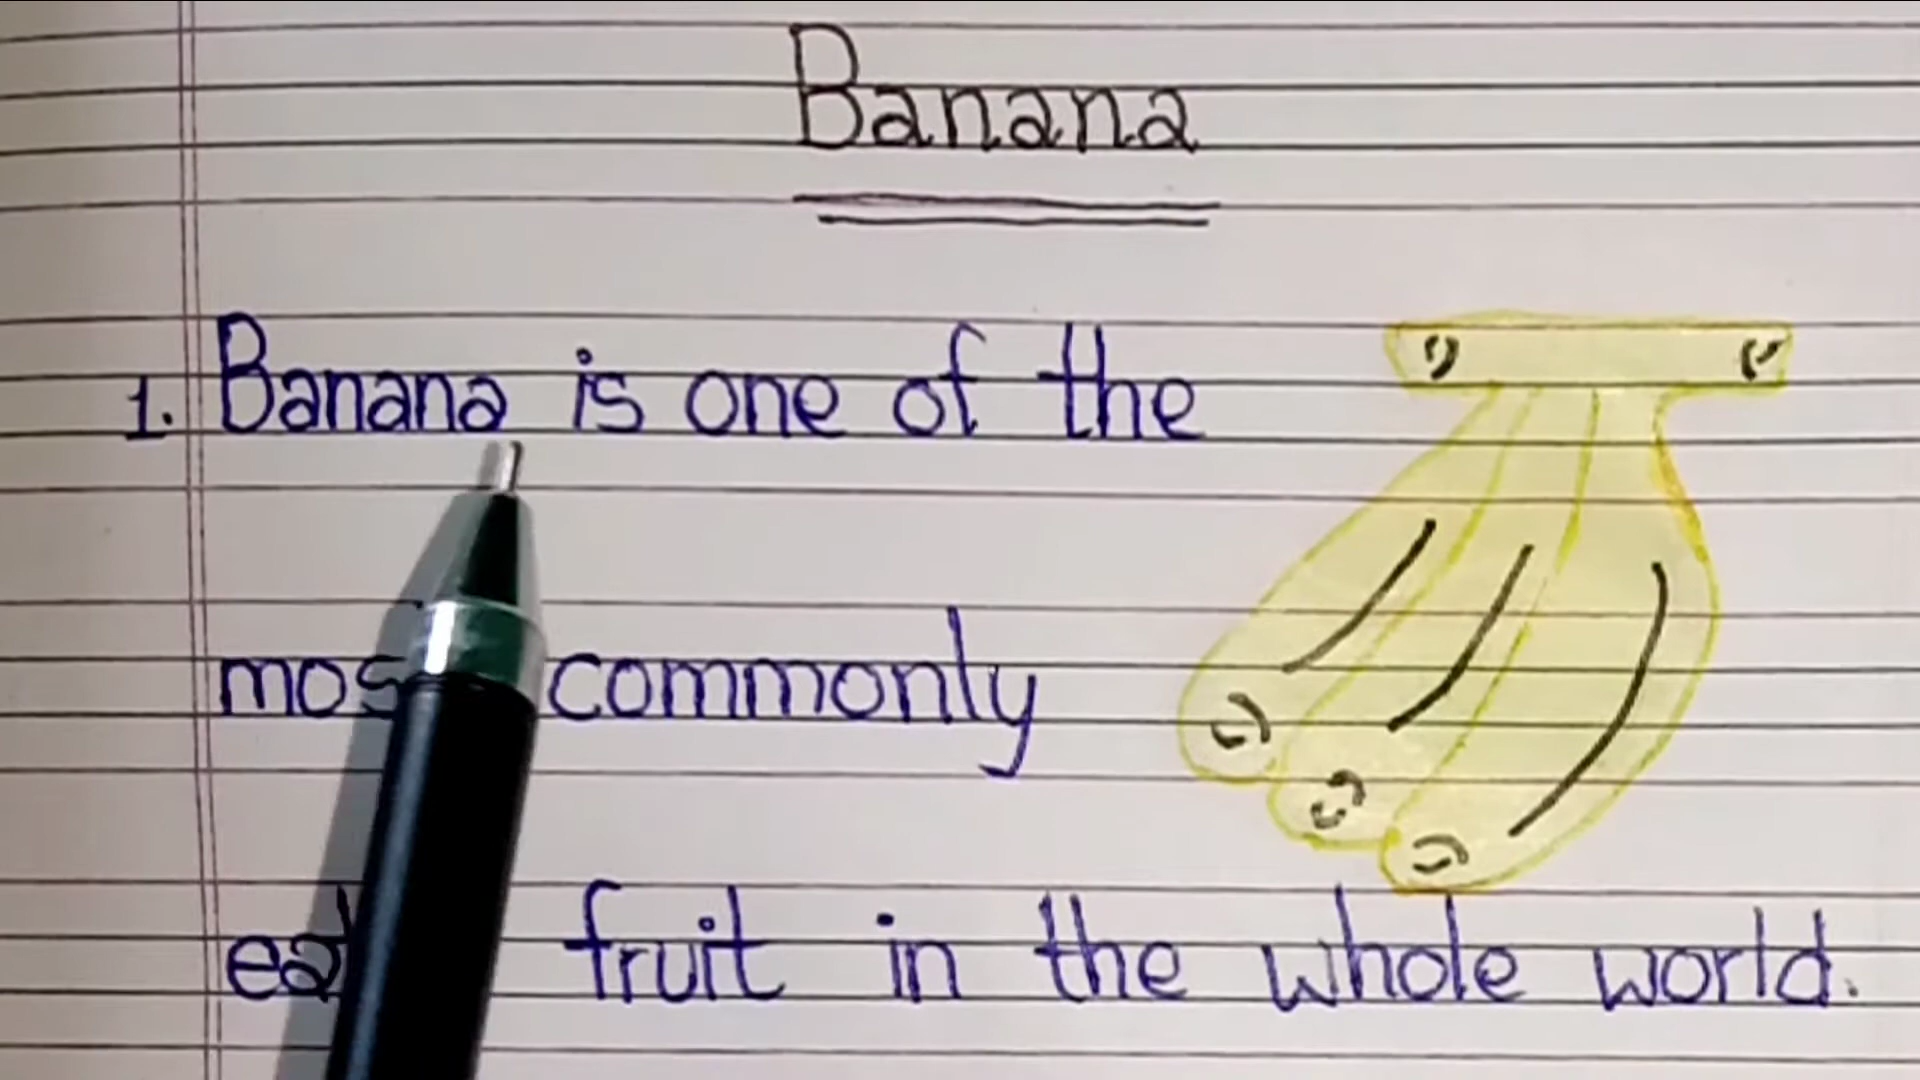 Banana
1. Banana is one of the
commonly
fruit in the whole world.